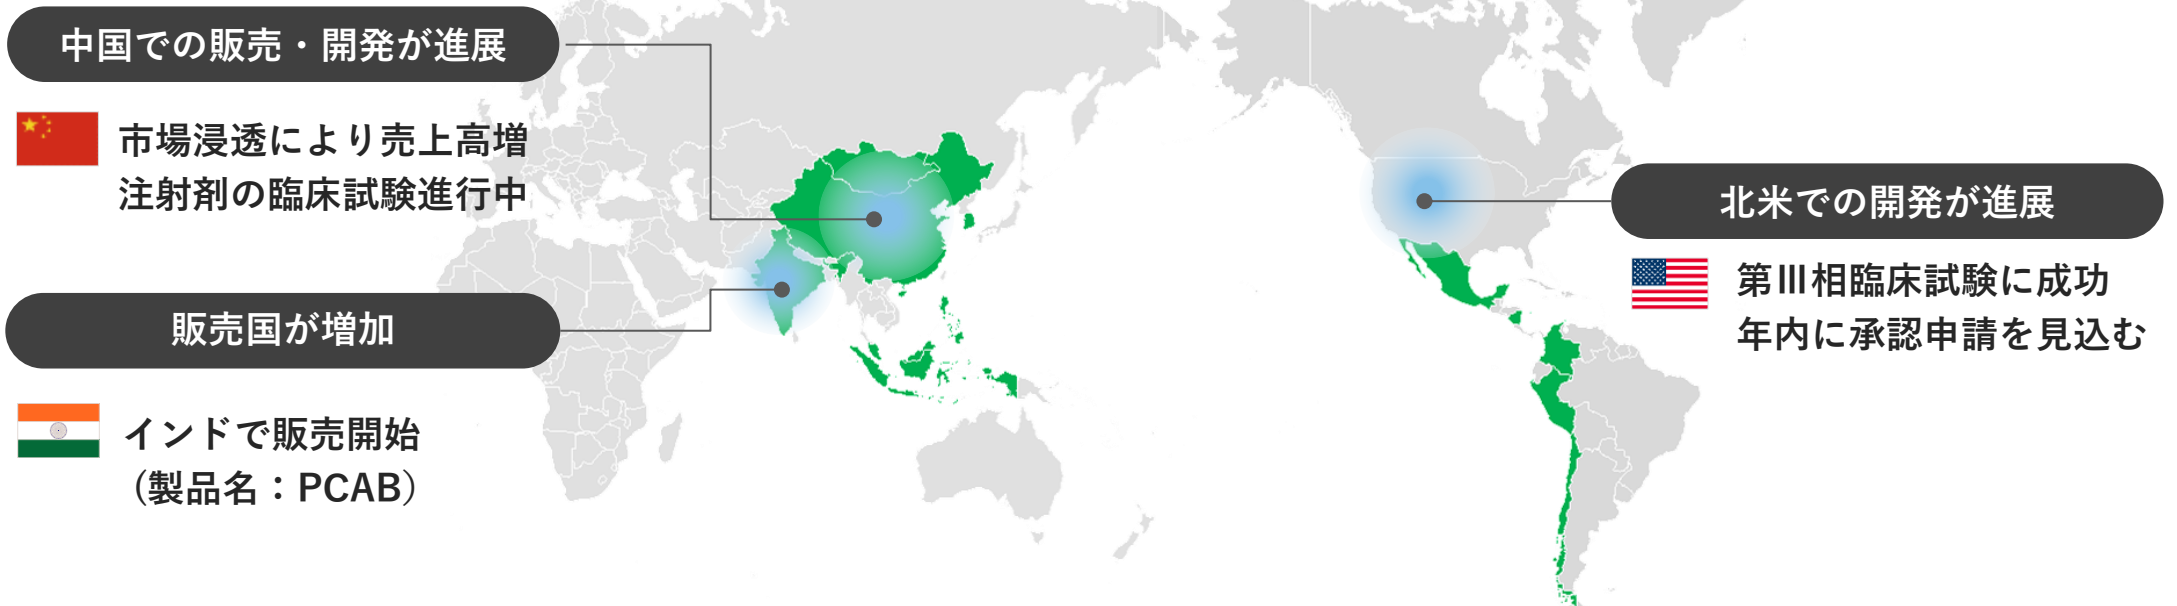 中国での販売・開発が進展
市場浸透により売上高増
注射剤の臨床試験進行中
販売国が増加
インドで販売開始
（製品名：PCAB）
北米での開発が進展
第Ⅲ相臨床試験に成功
年内に承認申請を見込む